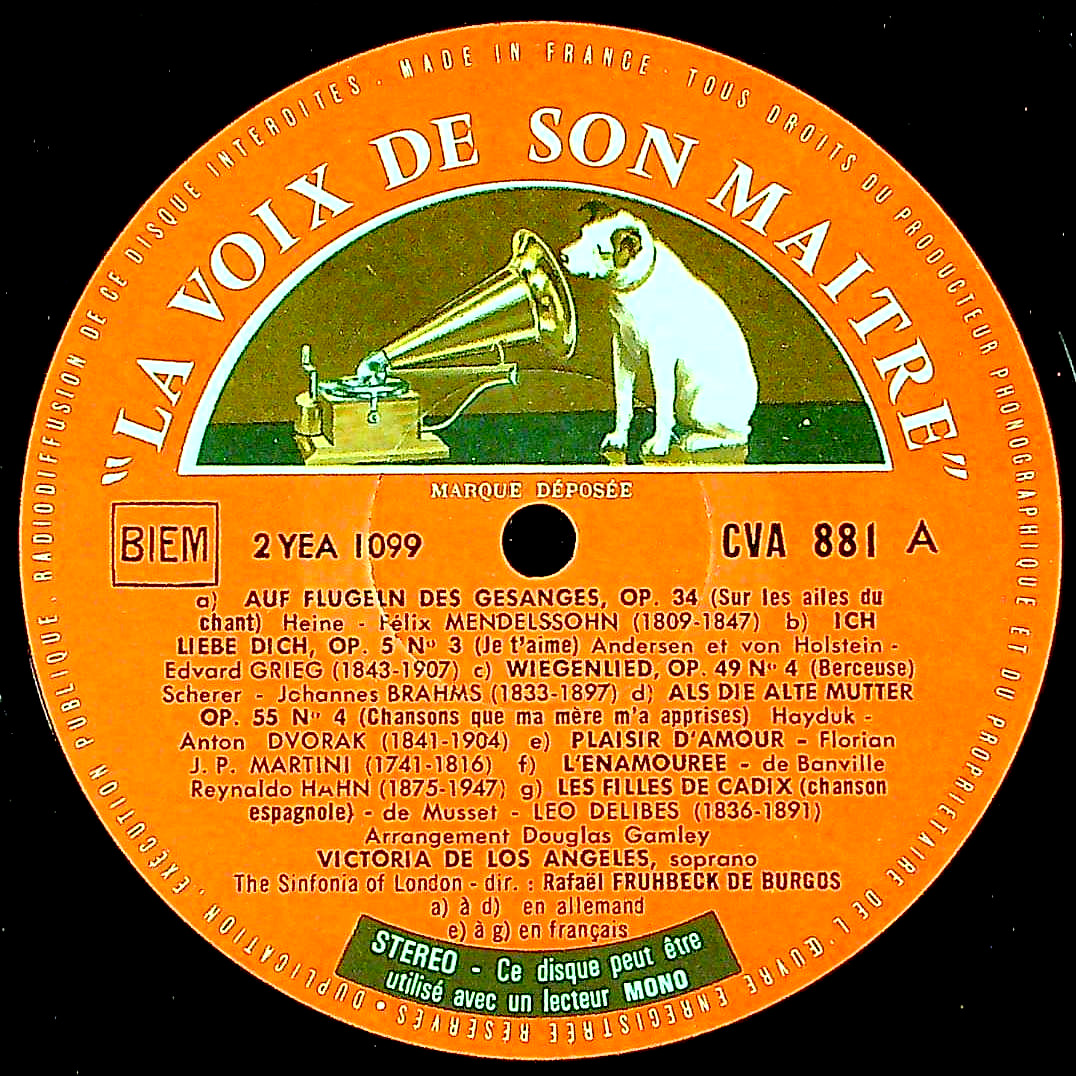 TOUS DROITS DU PRODUCTEUR PHONOGRAPHIQUE ET DU PROPRIÉTAIRE DE L'ŒUVRE ENREGISTRÉE RÉSERVÉS • DUPLICATION. EXÉCUTION PUBLIQUE. RADIODIFFUSION DE CE DISQUE INTERDITES. MADE IN FRANCE.
"LA VOIX DE SON MAITRE"
MARQUE DÉPOSÉE
BIEM 2YEA 1099 CVA 881 A
a) AUF FLUGELN DES GESANGES, OP. 34 (Sur les ailes du
chant) Heine - Félix MENDELSSOHN (1809-1847) b) ICH
LIEBE DICH, OP. 5 N° 3 (Je t'aime) Andersen et von Holstein -
Edvard GRIEG (1843-1907) c) WIEGENLIED, OP. 49 N° 4 (Berceuse)
Scherer - Johannes BRAHMS (1833-1897) d) ALS DIE ALTE MUTTER
OP. 55 N° 4 (Chansons que ma mère m'a apprises) Hayduk -
Anton DVORAK (1841-1904) e) PLAISIR D'AMOUR - Florian
J. P. MARTINI (1741-1816) f) L'ENAMOUREE - de Banville
Reynaldo HAHN (1875-1947) g) LES FILLES DE CADIX (chanson
espagnole) - de Musset - LEO DELIBES (1836-1891)
Arrangement Douglas Gamley
VICTORIA DE LOS ANGELES, soprano
The Sinfonia of London - dir. : Rafaël FRUHBECK DE BURGOS
a) à d) en allemand
e) à g) en français
STEREO - Ce disque peut être
utilisé avec un lecteur MONO